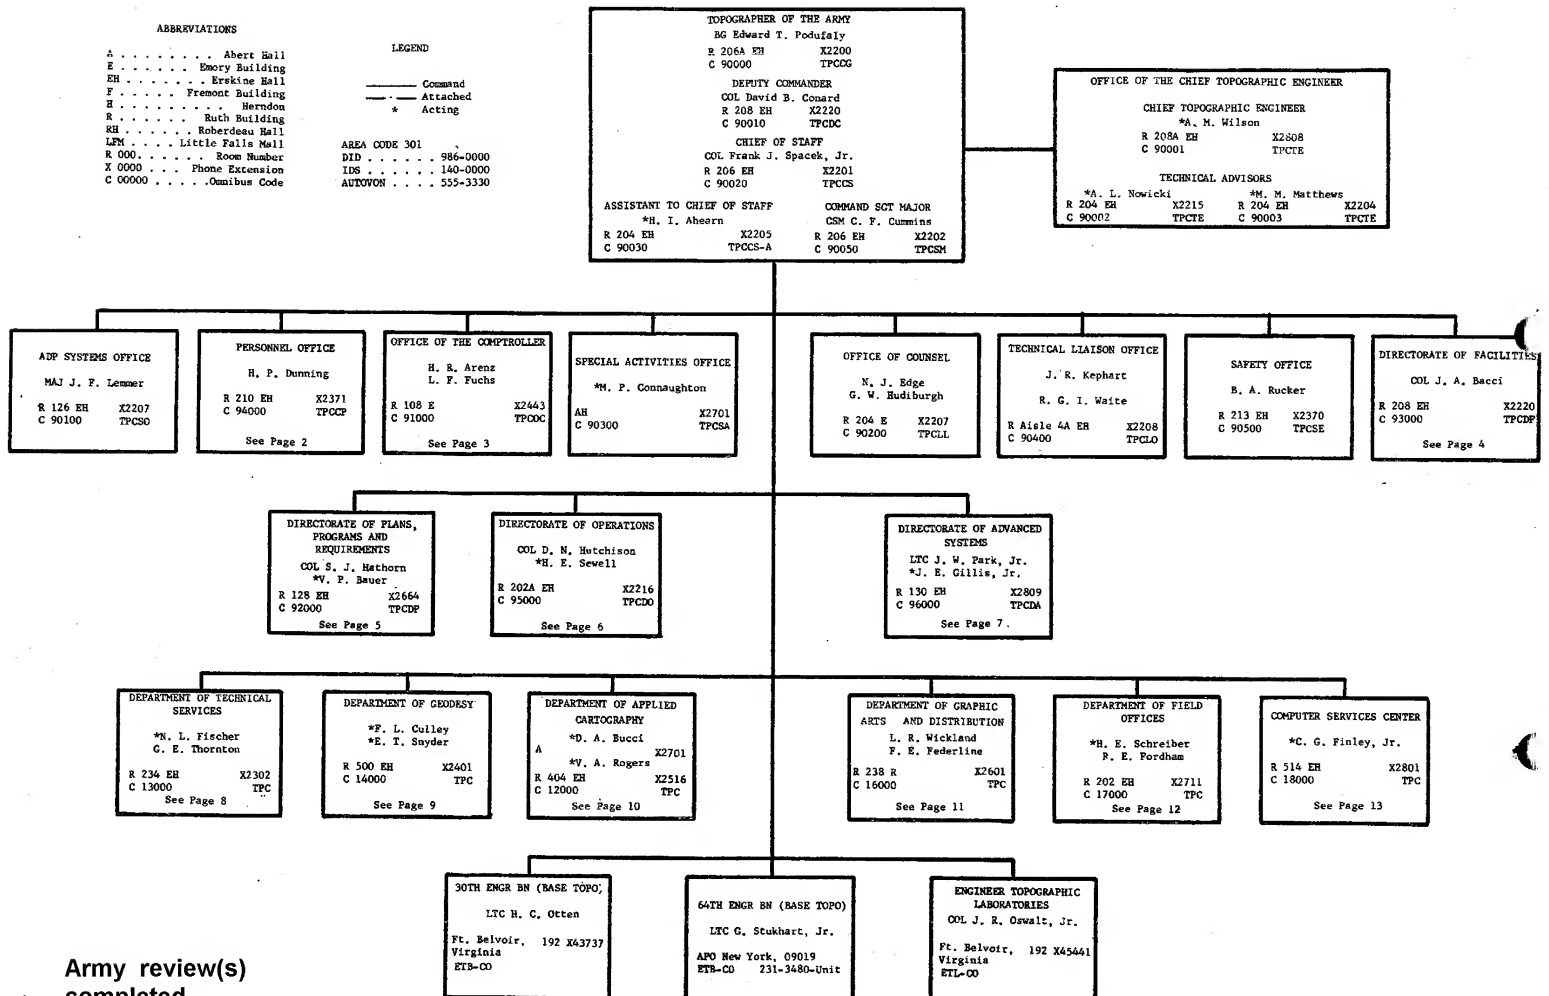 ABBREVIATIONS
A . . . . . . . . Abert Hall
E . . . . . . Emory Building
EH . . . . . . . Erskine Hall
F . . . . . Fremont Building
H . . . . . . . . . Herndon
R . . . . . . Ruth Building
RH . . . . . . Roberdeau Hall
LFM . . . . Little Falls Mall
R 000. . . . . . Room Number
X 0000 . . . Phone Extension
C 00000 . . . . .Omnibus Code
LEGEND
Command
Attached
* Acting
AREA CODE 301
DID . . . . . . 986-0000
IDS . . . . . . 140-0000
AUTOVON . . . . 555-3330
TOPOGRAPHER OF THE ARMY
BG Edward T. Podufaly
R 206A EH X2200
C 90000 TPCCG
DEPUTY COMMANDER
COL David B. Conard
R 208 EH X2220
C 90010 TPCDC
CHIEF OF STAFF
COL Frank J. Spacek, Jr.
R 206 EH X2201
C 90020 TPCCS
ASSISTANT TO CHIEF OF STAFF
*H. I. Ahearn
R 204 EH X2205
C 90030 TPCCS-A
COMMAND SGT MAJOR
CSM C. F. Cummins
R 206 EH X2202
C 90050 TPCSM
OFFICE OF THE CHIEF TOPOGRAPHIC ENGINEER
CHIEF TOPOGRAPHIC ENGINEER
*A. M. Wilson
R 208A EH X2808
C 90001 TPCTE
TECHNICAL ADVISORS
*A. L. Nowicki *M. M. Matthews
R 204 EH X2215 R 204 EH X2204
C 90002 TPCTE C 90003 TPCTE
ADP SYSTEMS OFFICE
MAJ J. F. Lemmer
R 126 EH X2207
C 90100 TPCSO
PERSONNEL OFFICE
H. P. Dunning
R 210 EH X2371
C 94000 TPCCP
See Page 2
OFFICE OF THE COMPTROLLER
H. R. Arenz
L. F. Fuchs
R 108 E X2443
C 91000 TPCOC
See Page 3
SPECIAL ACTIVITIES OFFICE
*M. P. Connaughton
AH X2701
C 90300 TPCSA
OFFICE OF COUNSEL
N. J. Edge
G. W. Hudiburgh
R 204 E X2207
C 90200 TPCLL
TECHNICAL LIAISON OFFICE
J. R. Kephart
R. G. I. Waite
R Aisle 4A EH X2208
C 90400 TPCLO
SAFETY OFFICE
B. A. Rucker
R 213 EH X2370
C 90500 TPCSE
DIRECTORATE OF FACILITIES
COL J. A. Bacci
R 208 EH X2220
C 93000 TPCDF
See Page 4
DIRECTORATE OF PLANS,
PROGRAMS AND
REQUIREMENTS
COL S. J. Hathorn
*V. P. Bauer
R 128 EH X2664
C 92000 TPCDP
See Page 5
DIRECTORATE OF OPERATIONS
COL D. N. Hutchison
*H. E. Sewell
R 202A EH X2216
C 95000 TPCDO
See Page 6
DIRECTORATE OF ADVANCED
SYSTEMS
LTC J. W. Park, Jr.
*J. E. Gillis, Jr.
R 130 EH X2809
C 96000 TPCDA
See Page 7.
DEPARTMENT OF TECHNICAL
SERVICES
*N. L. Fischer
G. E. Thornton
R 234 EH X2302
C 13000 TPC
See Page 8
DEPARTMENT OF GEODESY
*F. L. Culley
*E. T. Snyder
R 500 EH X2401
C 14000 TPC
See Page 9
DEPARTMENT OF APPLIED
CARTOGRAPHY
*D. A. Bucci
A X2701
*V. A. Rogers
R 404 EH X2516
C 12000 TPC
See Page 10
DEPARTMENT OF GRAPHIC
ARTS AND DISTRIBUTION
L. R. Wickland
F. E. Federline
R 238 R X2601
C 16000 TPC
See Page 11
DEPARTMENT OF FIELD
OFFICES
*H. E. Schreiber
R. E. Fordham
R 202 EH X2711
C 17000 TPC
See Page 12
COMPUTER SERVICES CENTER
*C. G. Finley, Jr.
R 514 EH X2801
C 18000 TPC
See Page 13
30TH ENGR BN (BASE TOPO)
LTC H. C. Otten
Ft. Belvoir, 192 X43737
Virginia
ETB-CO
64TH ENGR BN (BASE TOPO)
LTC G. Stukhart, Jr.
APO New York, 09019
ETB-CO 231-3480-Unit
ENGINEER TOPOGRAPHIC
LABORATORIES
COL J. R. Oswalt, Jr.
Ft. Belvoir, 192 X45441
Virginia
ETL-CO
Army review(s)
completed